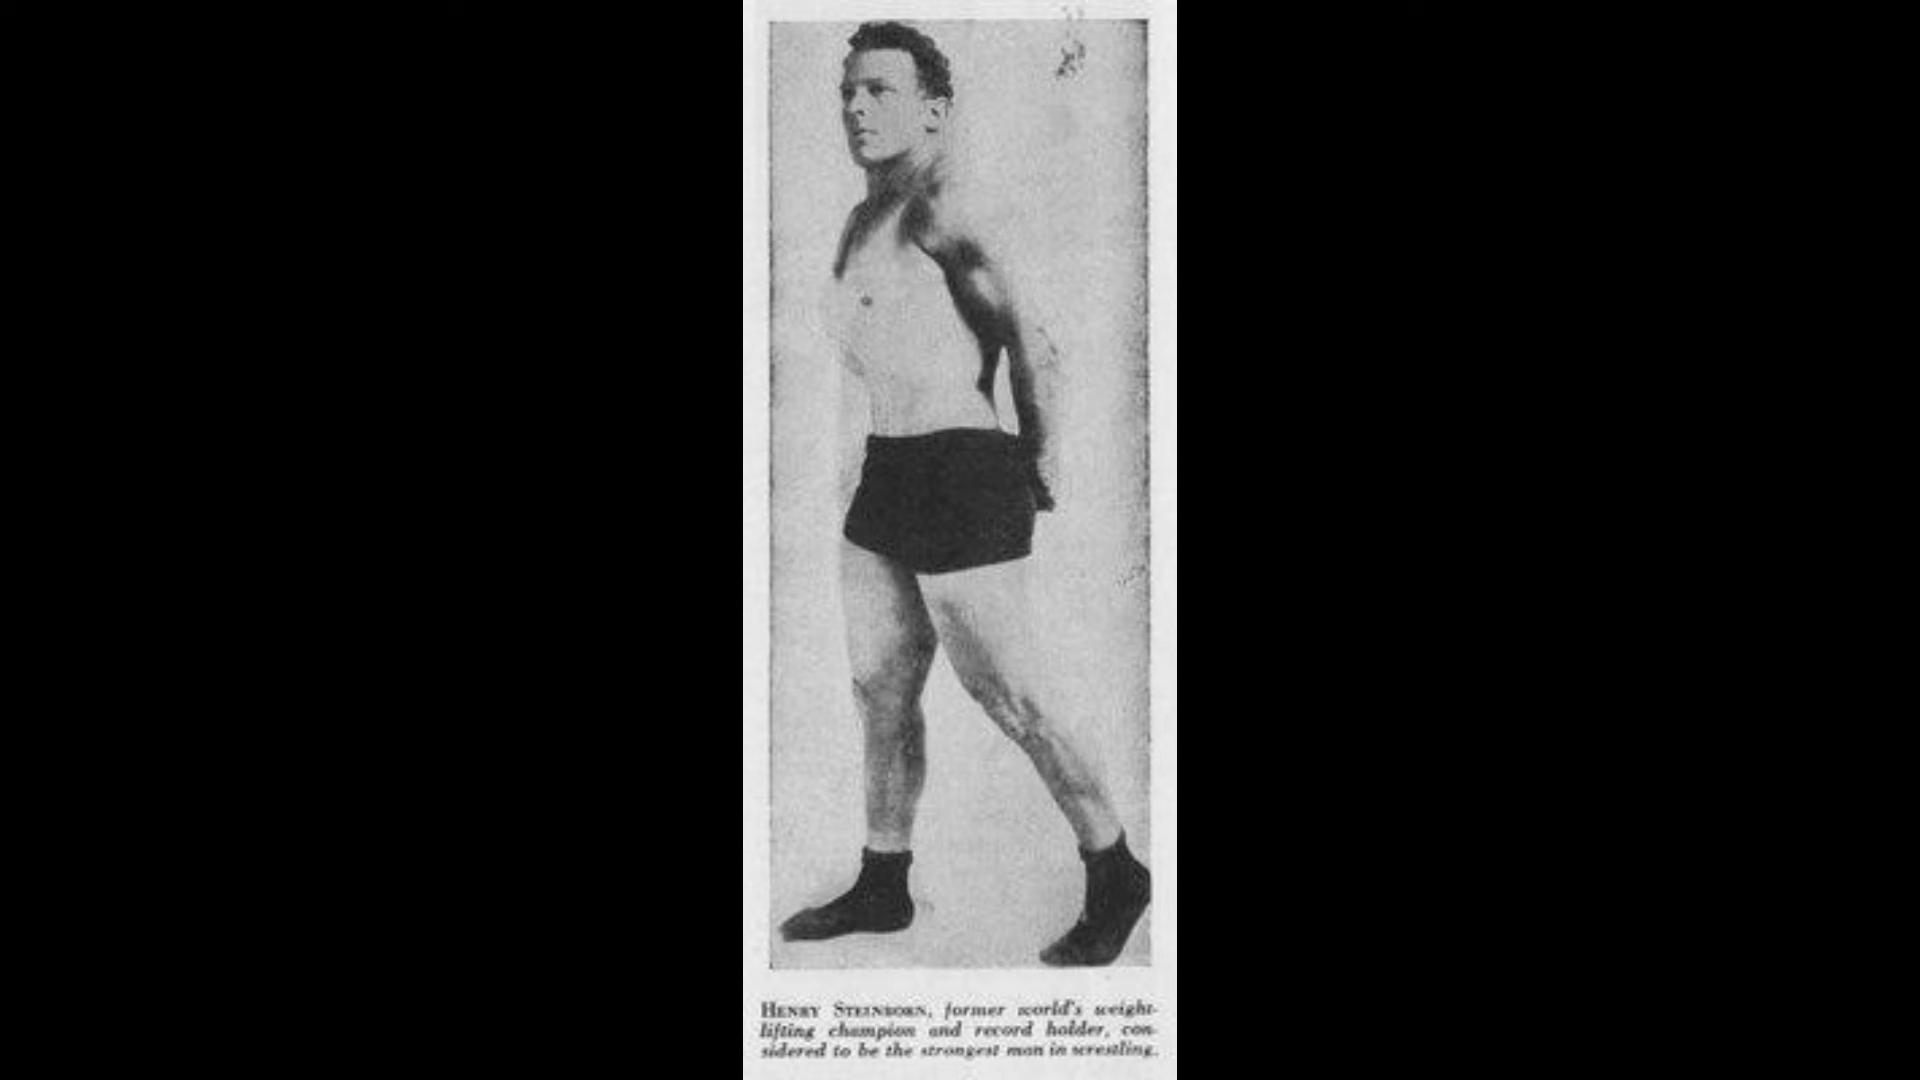 HENRY STEINBORN, former world's weight-
lifting champion and record holder, con-
sidered to be the strongest man in wrestling.